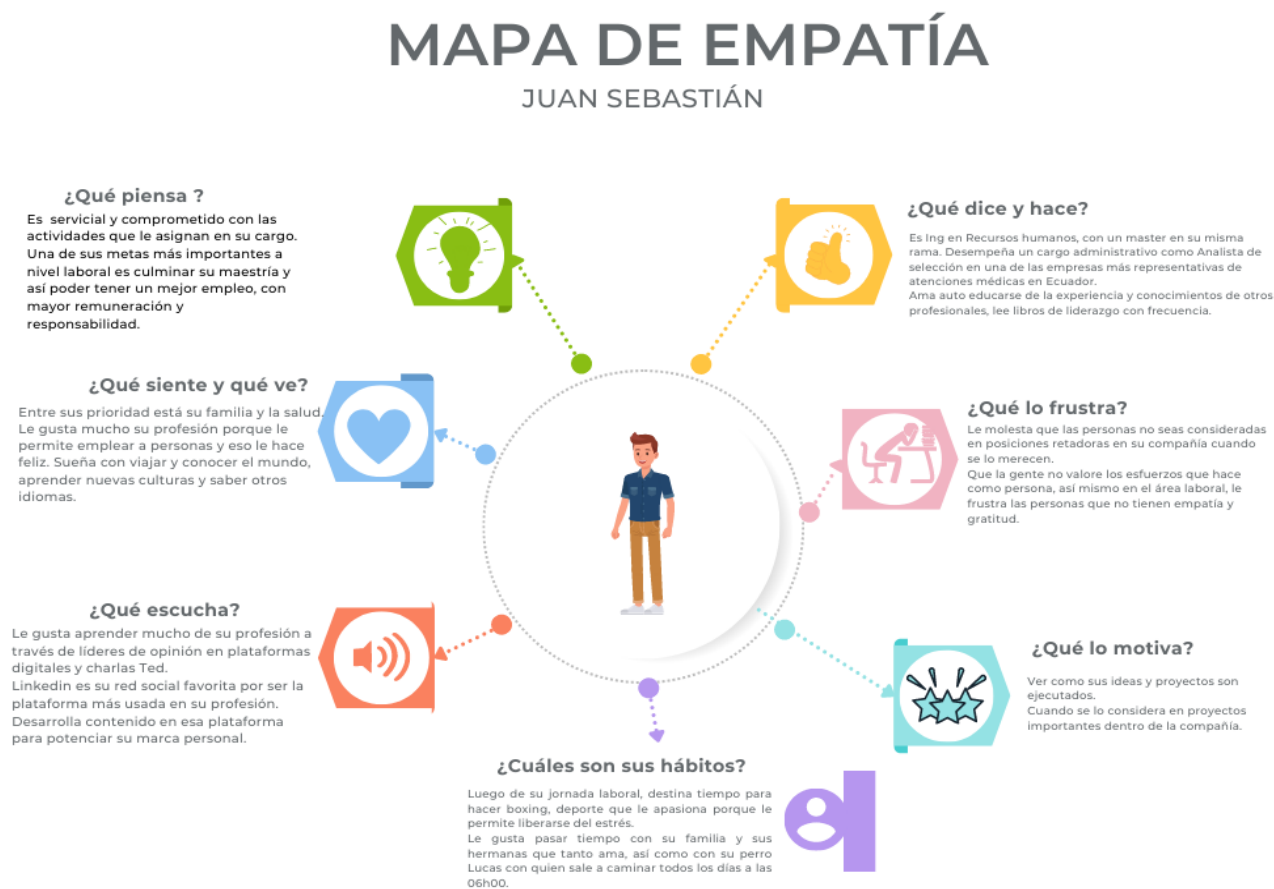 MAPA DE EMPATÍA
JUAN SEBASTIÁN
¿Qué piensa ?
Es servicial y comprometido con las
actividades que le asignan en su cargo.
Una de sus metas más importantes a
nivel laboral es culminar su maestría y
así poder tener un mejor empleo, con
mayor remuneración y
responsabilidad.
¿Qué dice y hace?
Es Ing en Recursos humanos, con un master en su misma
rama. Desempeña un cargo administrativo como Analista de
selección en una de las empresas más representativas de
atenciones médicas en Ecuador.
Ama auto educarse de la experiencia y conocimientos de otros
profesionales, lee libros de liderazgo con frecuencia.
¿Qué siente y qué ve?
Entre sus prioridad está su familia y la salud.
Le gusta mucho su profesión porque le
permite emplear a personas y eso le hace
feliz. Sueña con viajar y conocer el mundo,
aprender nuevas culturas y saber otros
idiomas.
¿Qué lo frustra?
Le molesta que las personas no seas consideradas
en posiciones retadoras en su compañía cuando
se lo merecen.
Que la gente no valore los esfuerzos que hace
como persona, así mismo en el área laboral, le
frustra las personas que no tienen empatía y
gratitud.
¿Qué escucha?
Le gusta aprender mucho de su profesión a
través de líderes de opinión en plataformas
digitales y charlas Ted.
Linkedin es su red social favorita por ser la
plataforma más usada en su profesión.
Desarrolla contenido en esa plataforma
para potenciar su marca personal.
¿Qué lo motiva?
Ver como sus ideas y proyectos son
ejecutados.
Cuando se lo considera en proyectos
importantes dentro de la compañía.
¿Cuáles son sus hábitos?
Luego de su jornada laboral, destina tiempo para
hacer boxing, deporte que le apasiona porque le
permite liberarse del estrés.
Le gusta pasar tiempo con su familia y sus
hermanas que tanto ama, así como con su perro
Lucas con quien sale a caminar todos los días a las
06h00.